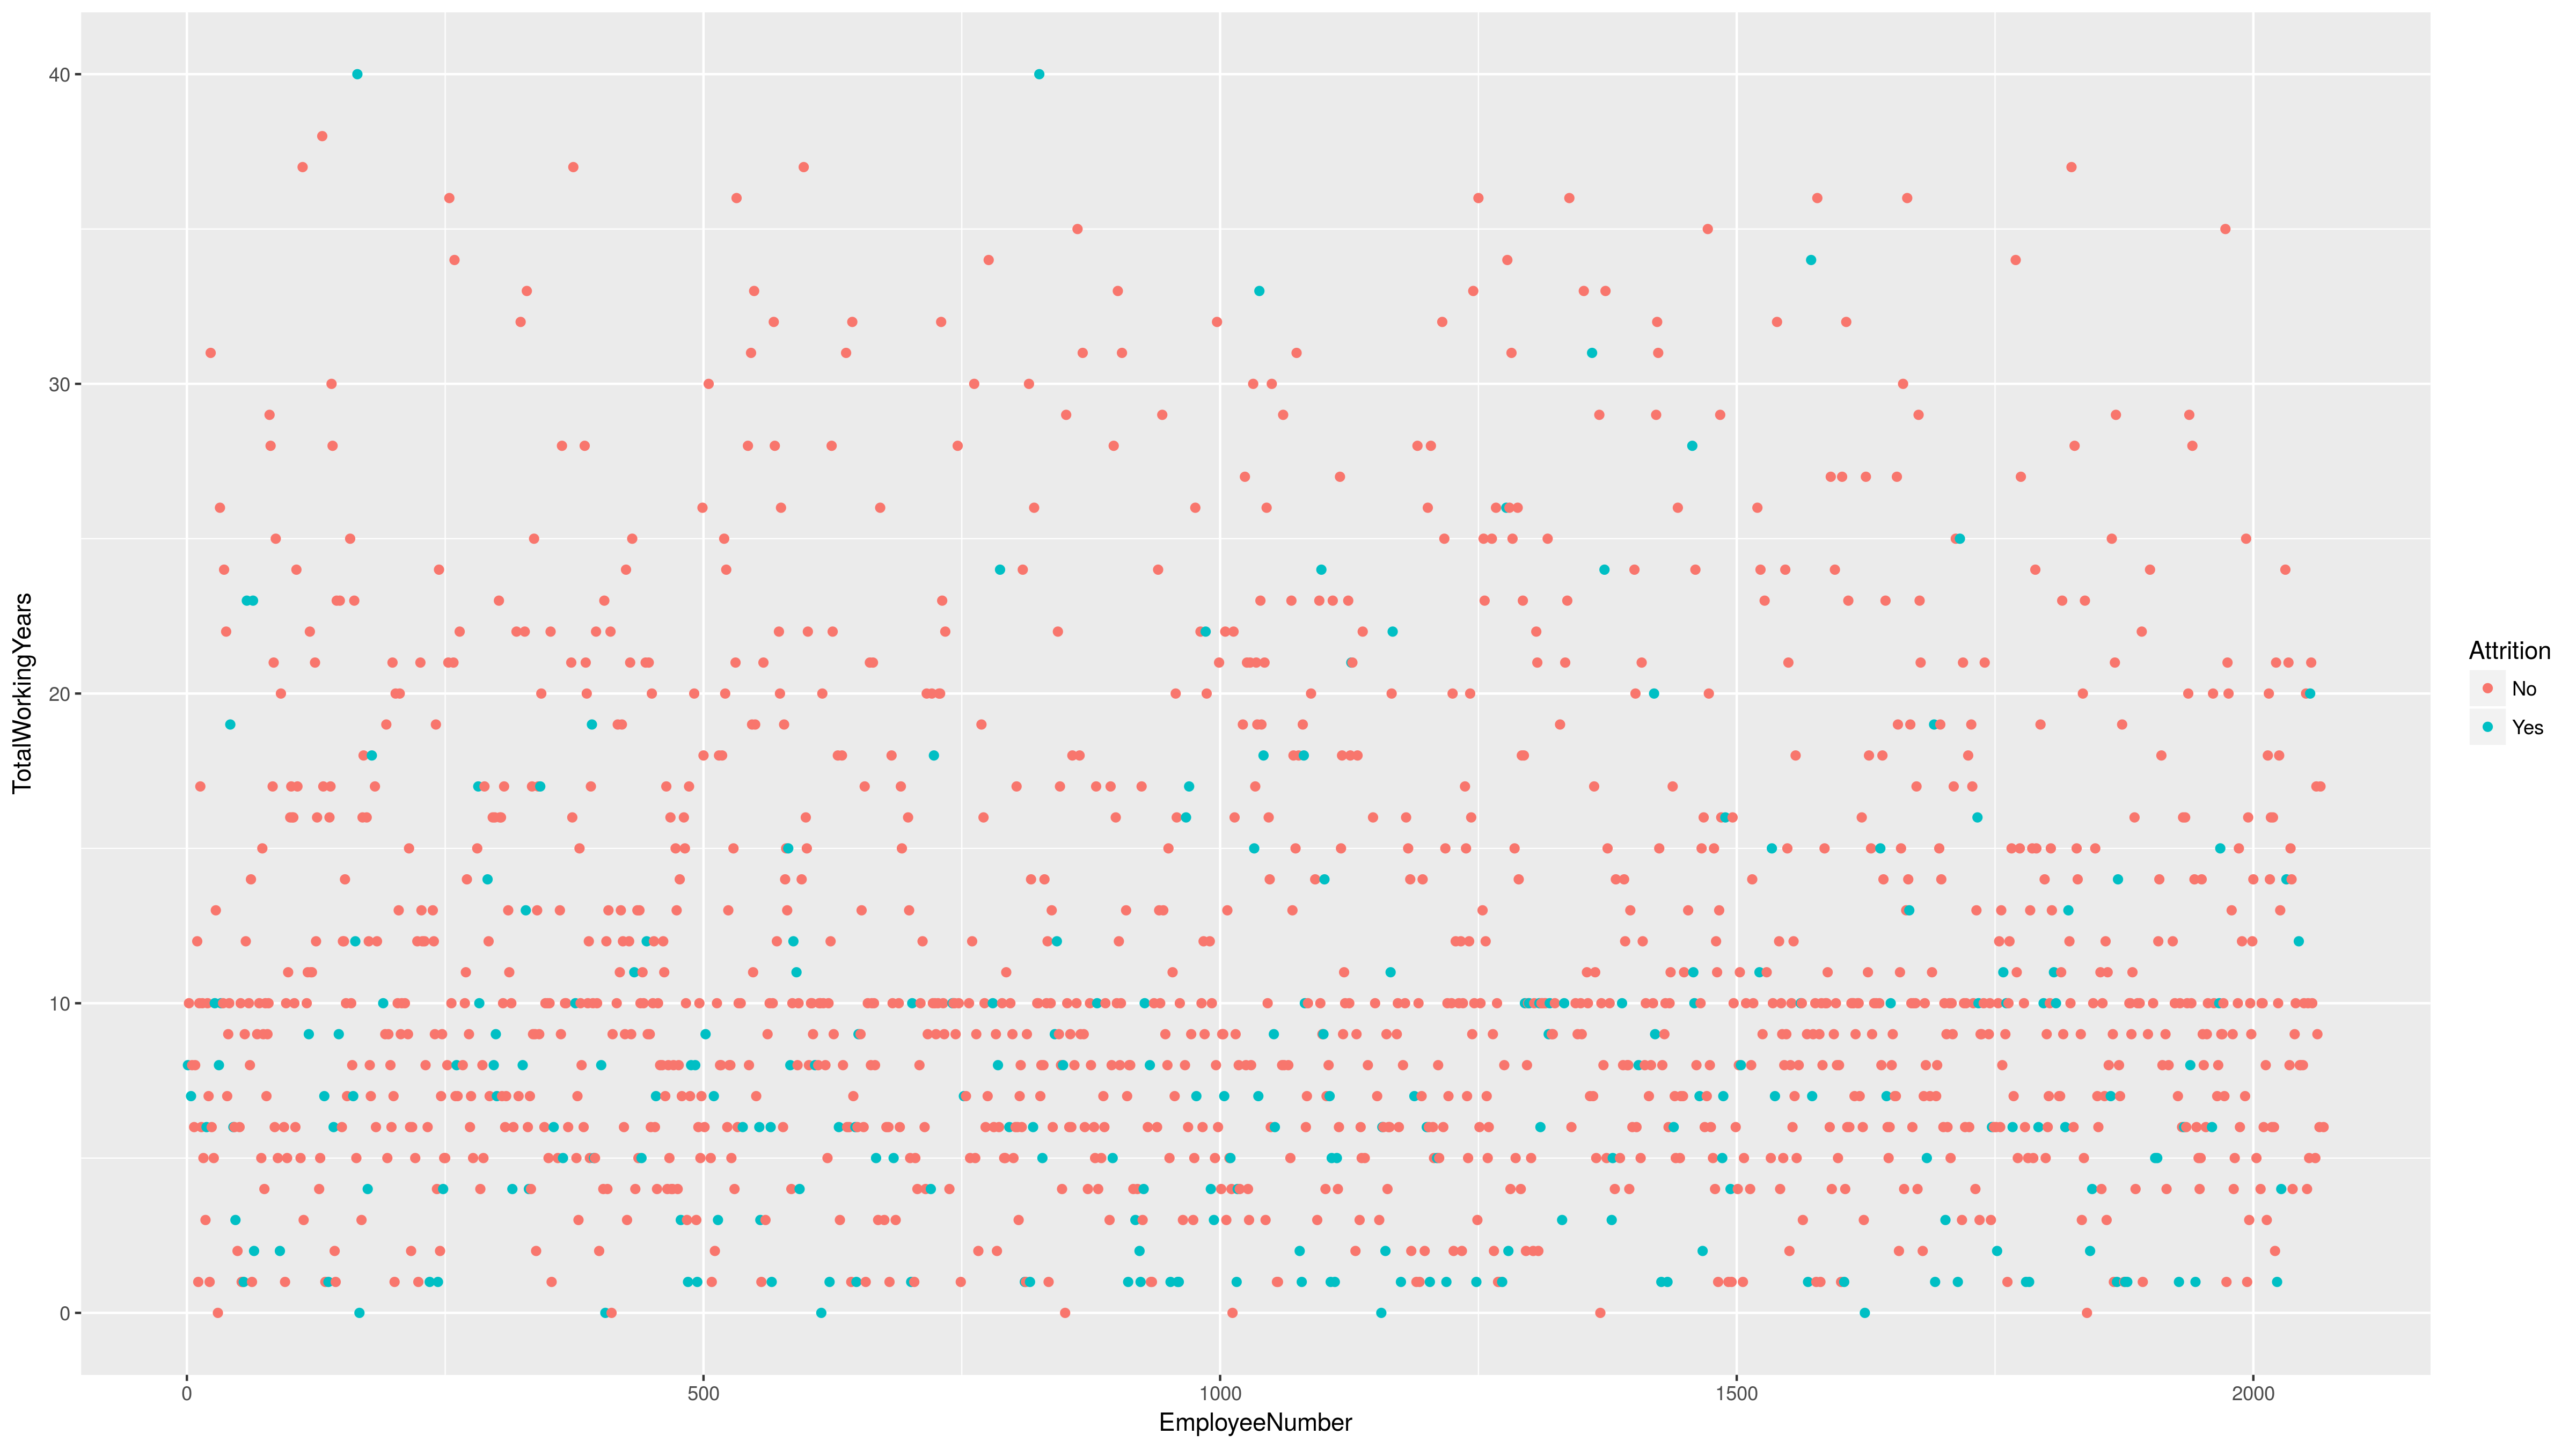 TotalWorkingYears
40
30
20
10
0
0 500 1000 1500 2000
EmployeeNumber
Attrition
No
Yes